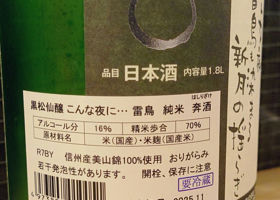 品目 日本酒 内容量1.8L
はしりざけ
黒松仙醸 こんな夜に… 雷鳥 純米 奔酒
アルコール分 16% 精米歩合 70%
原材料名 米(国産)・米麹(国産米)
R7BY 信州産美山錦100%使用 おりがらみ
若干発泡性があります。 開栓、保存に注意
要冷蔵
2025.11